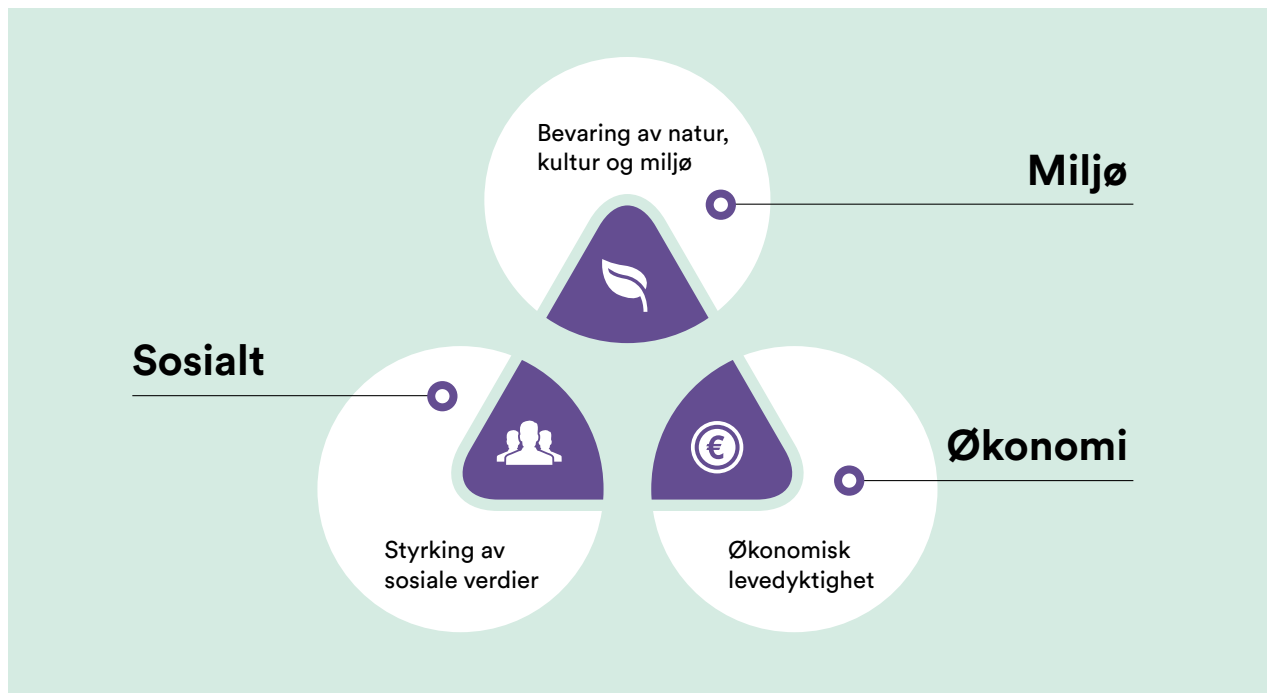 Bevaring av natur,
kultur og miljø
Miljø
Sosialt
Styrking av
sosiale verdier
Økonomi
Økonomisk
levedyktighet
€